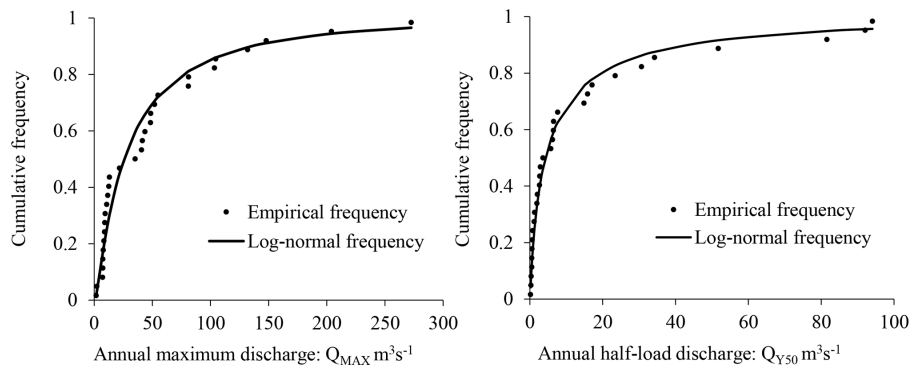 1
0.8
0.6
0.4
0.2
0
Cumulative frequency
Empirical frequency
Log-normal frequency
0 50 100 150 200 250 300
Annual maximum discharge: Q_MAX m³s⁻¹
1
0.8
0.6
0.4
0.2
0
Cumulative frequency
Empirical frequency
Log-normal frequency
0 20 40 60 80 100
Annual half-load discharge: Q_Y50 m³s⁻¹